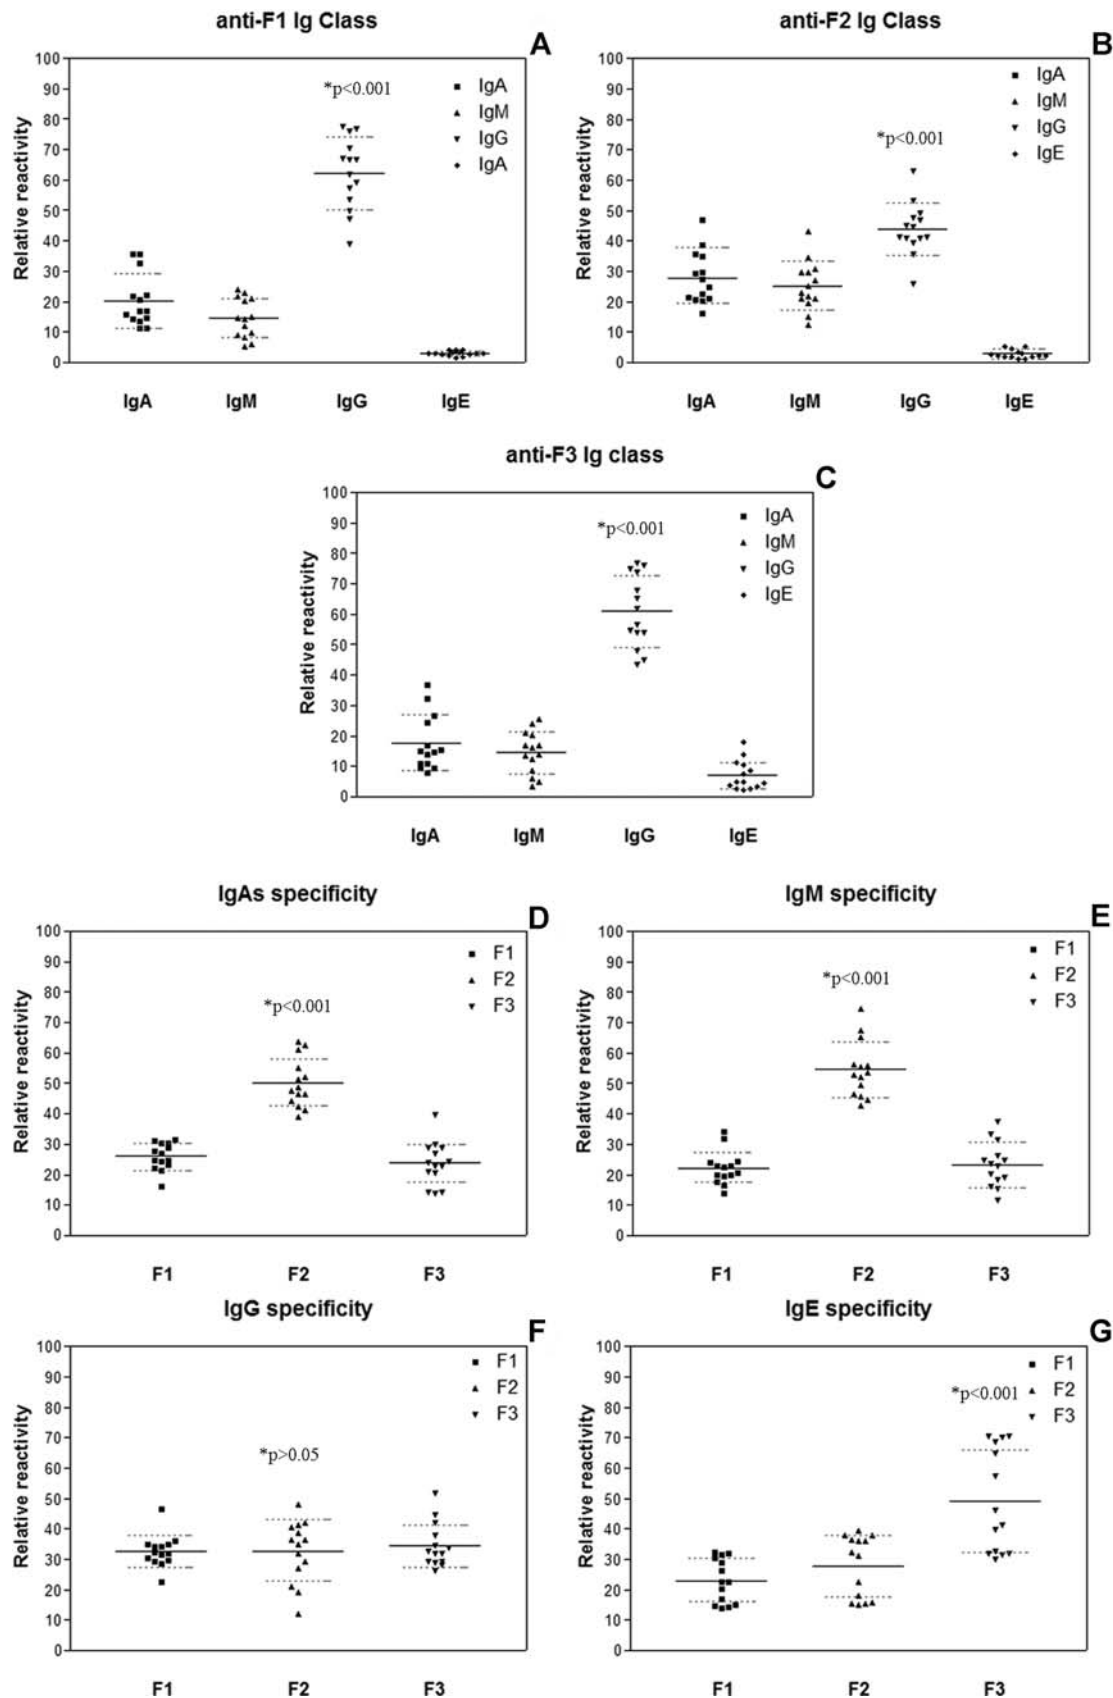 anti-F1 Ig Class
A
Relative reactivity
100
90
80
70
60
50
40
30
20
10
0
*p<0.001
IgA
IgM
IgG
IgA
IgA IgM IgG IgE
anti-F2 Ig Class
B
Relative reactivity
100
90
80
70
60
50
40
30
20
10
0
*p<0.001
IgA
IgM
IgG
IgE
IgA IgM IgG IgE
anti-F3 Ig class
C
Relative reactivity
100
90
80
70
60
50
40
30
20
10
0
*p<0.001
IgA
IgM
IgG
IgE
IgA IgM IgG IgE
IgAs specificity
D
Relative reactivity
100
90
80
70
60
50
40
30
20
10
0
*p<0.001
F1
F2
F3
F1 F2 F3
IgM specificity
E
Relative reactivity
100
90
80
70
60
50
40
30
20
10
0
*p<0.001
F1
F2
F3
F1 F2 F3
IgG specificity
F
Relative reactivity
100
90
80
70
60
50
40
30
20
10
0
*p>0.05
F1
F2
F3
F1 F2 F3
IgE specificity
G
Relative reactivity
100
90
80
70
60
50
40
30
20
10
0
*p<0.001
F1
F2
F3
F1 F2 F3